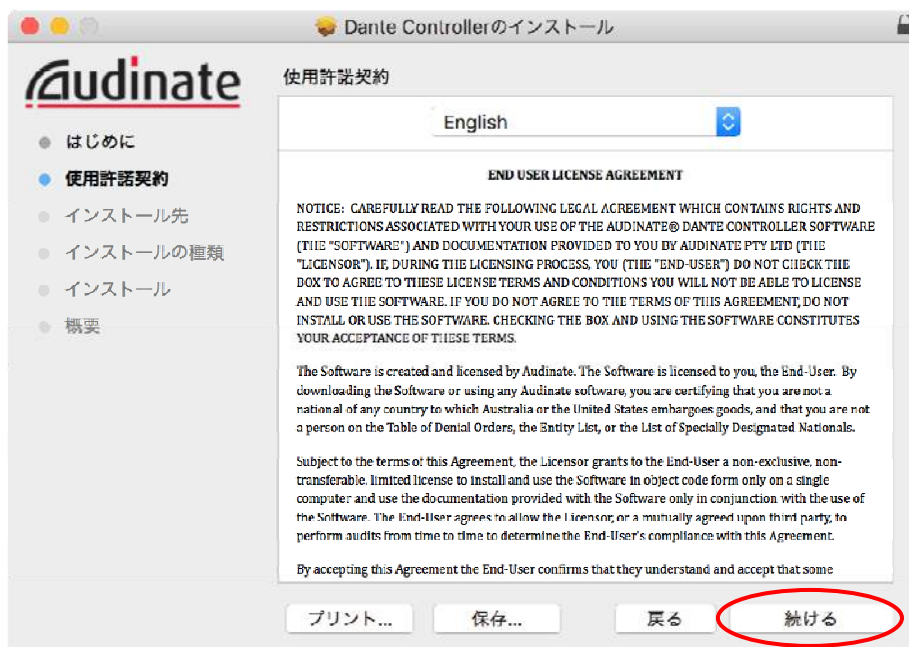 Dante Controllerのインストール
Audinate
使用許諾契約
English
はじめに
使用許諾契約
インストール先
インストールの種類
インストール
概要
END USER LICENSE AGREEMENT
NOTICE: CAREFULLY READ THE FOLLOWING LEGAL AGREEMENT WHICH CONTAINS RIGHTS AND
RESTRICTIONS ASSOCIATED WITH YOUR USE OF THE AUDINATE® DANTE CONTROLLER SOFTWARE
(THE "SOFTWARE") AND DOCUMENTATION PROVIDED TO YOU BY AUDINATE PTY LTD (THE
"LICENSOR"). IF, DURING THE LICENSING PROCESS, YOU (THE "END-USER") DO NOT CHECK THE
BOX TO AGREE TO THESE LICENSE TERMS AND CONDITIONS YOU WILL NOT BE ABLE TO LICENSE
AND USE THE SOFTWARE. IF YOU DO NOT AGREE TO THE TERMS OF THIS AGREEMENT, DO NOT
INSTALL OR USE THE SOFTWARE. CHECKING THE BOX AND USING THE SOFTWARE CONSTITUTES
YOUR ACCEPTANCE OF THESE TERMS.
The Software is created and licensed by Audinate. The Software is licensed to you, the End-User. By
downloading the Software or using any Audinate software, you are certifying that you are not a
national of any country to which Australia or the United States embargoes goods, and that you are not
a person on the Table of Denial Orders, the Entity List, or the List of Specially Designated Nationals.
Subject to the terms of this Agreement, the Licensor grants to the End-User a non-exclusive, non-
transferable, limited license to install and use the Software in object code form only on a single
computer and use the documentation provided with the Software only in conjunction with the use of
the Software. The End-User agrees to allow the Licensor, or a mutually agreed upon third party, to
perform audits from time to time to determine the End-User's compliance with this Agreement.
By accepting this Agreement the End-User confirms that they understand and accept that some
プリント...
保存...
戻る
続ける